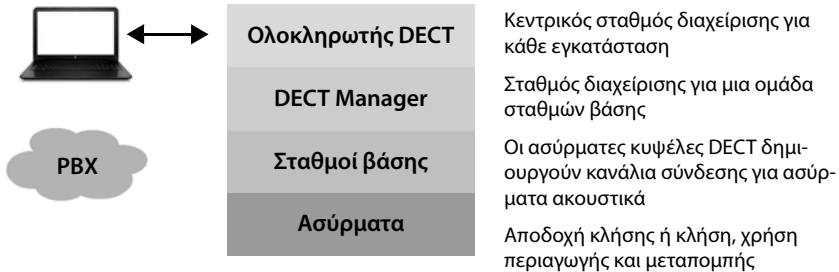 Ολοκληρωτής DECT
Κεντρικός σταθμός διαχείρισης για
κάθε εγκατάσταση
DECT Manager
Σταθμός διαχείρισης για μια ομάδα
σταθμών βάσης
PBX
Σταθμοί βάσης
Οι ασύρματες κυψέλες DECT δημι-
ουργούν κανάλια σύνδεσης για ασύρ-
ματα ακουστικά
Ασύρματα
Αποδοχή κλήσης ή κλήση, χρήση
περιαγωγής και μεταπομπής